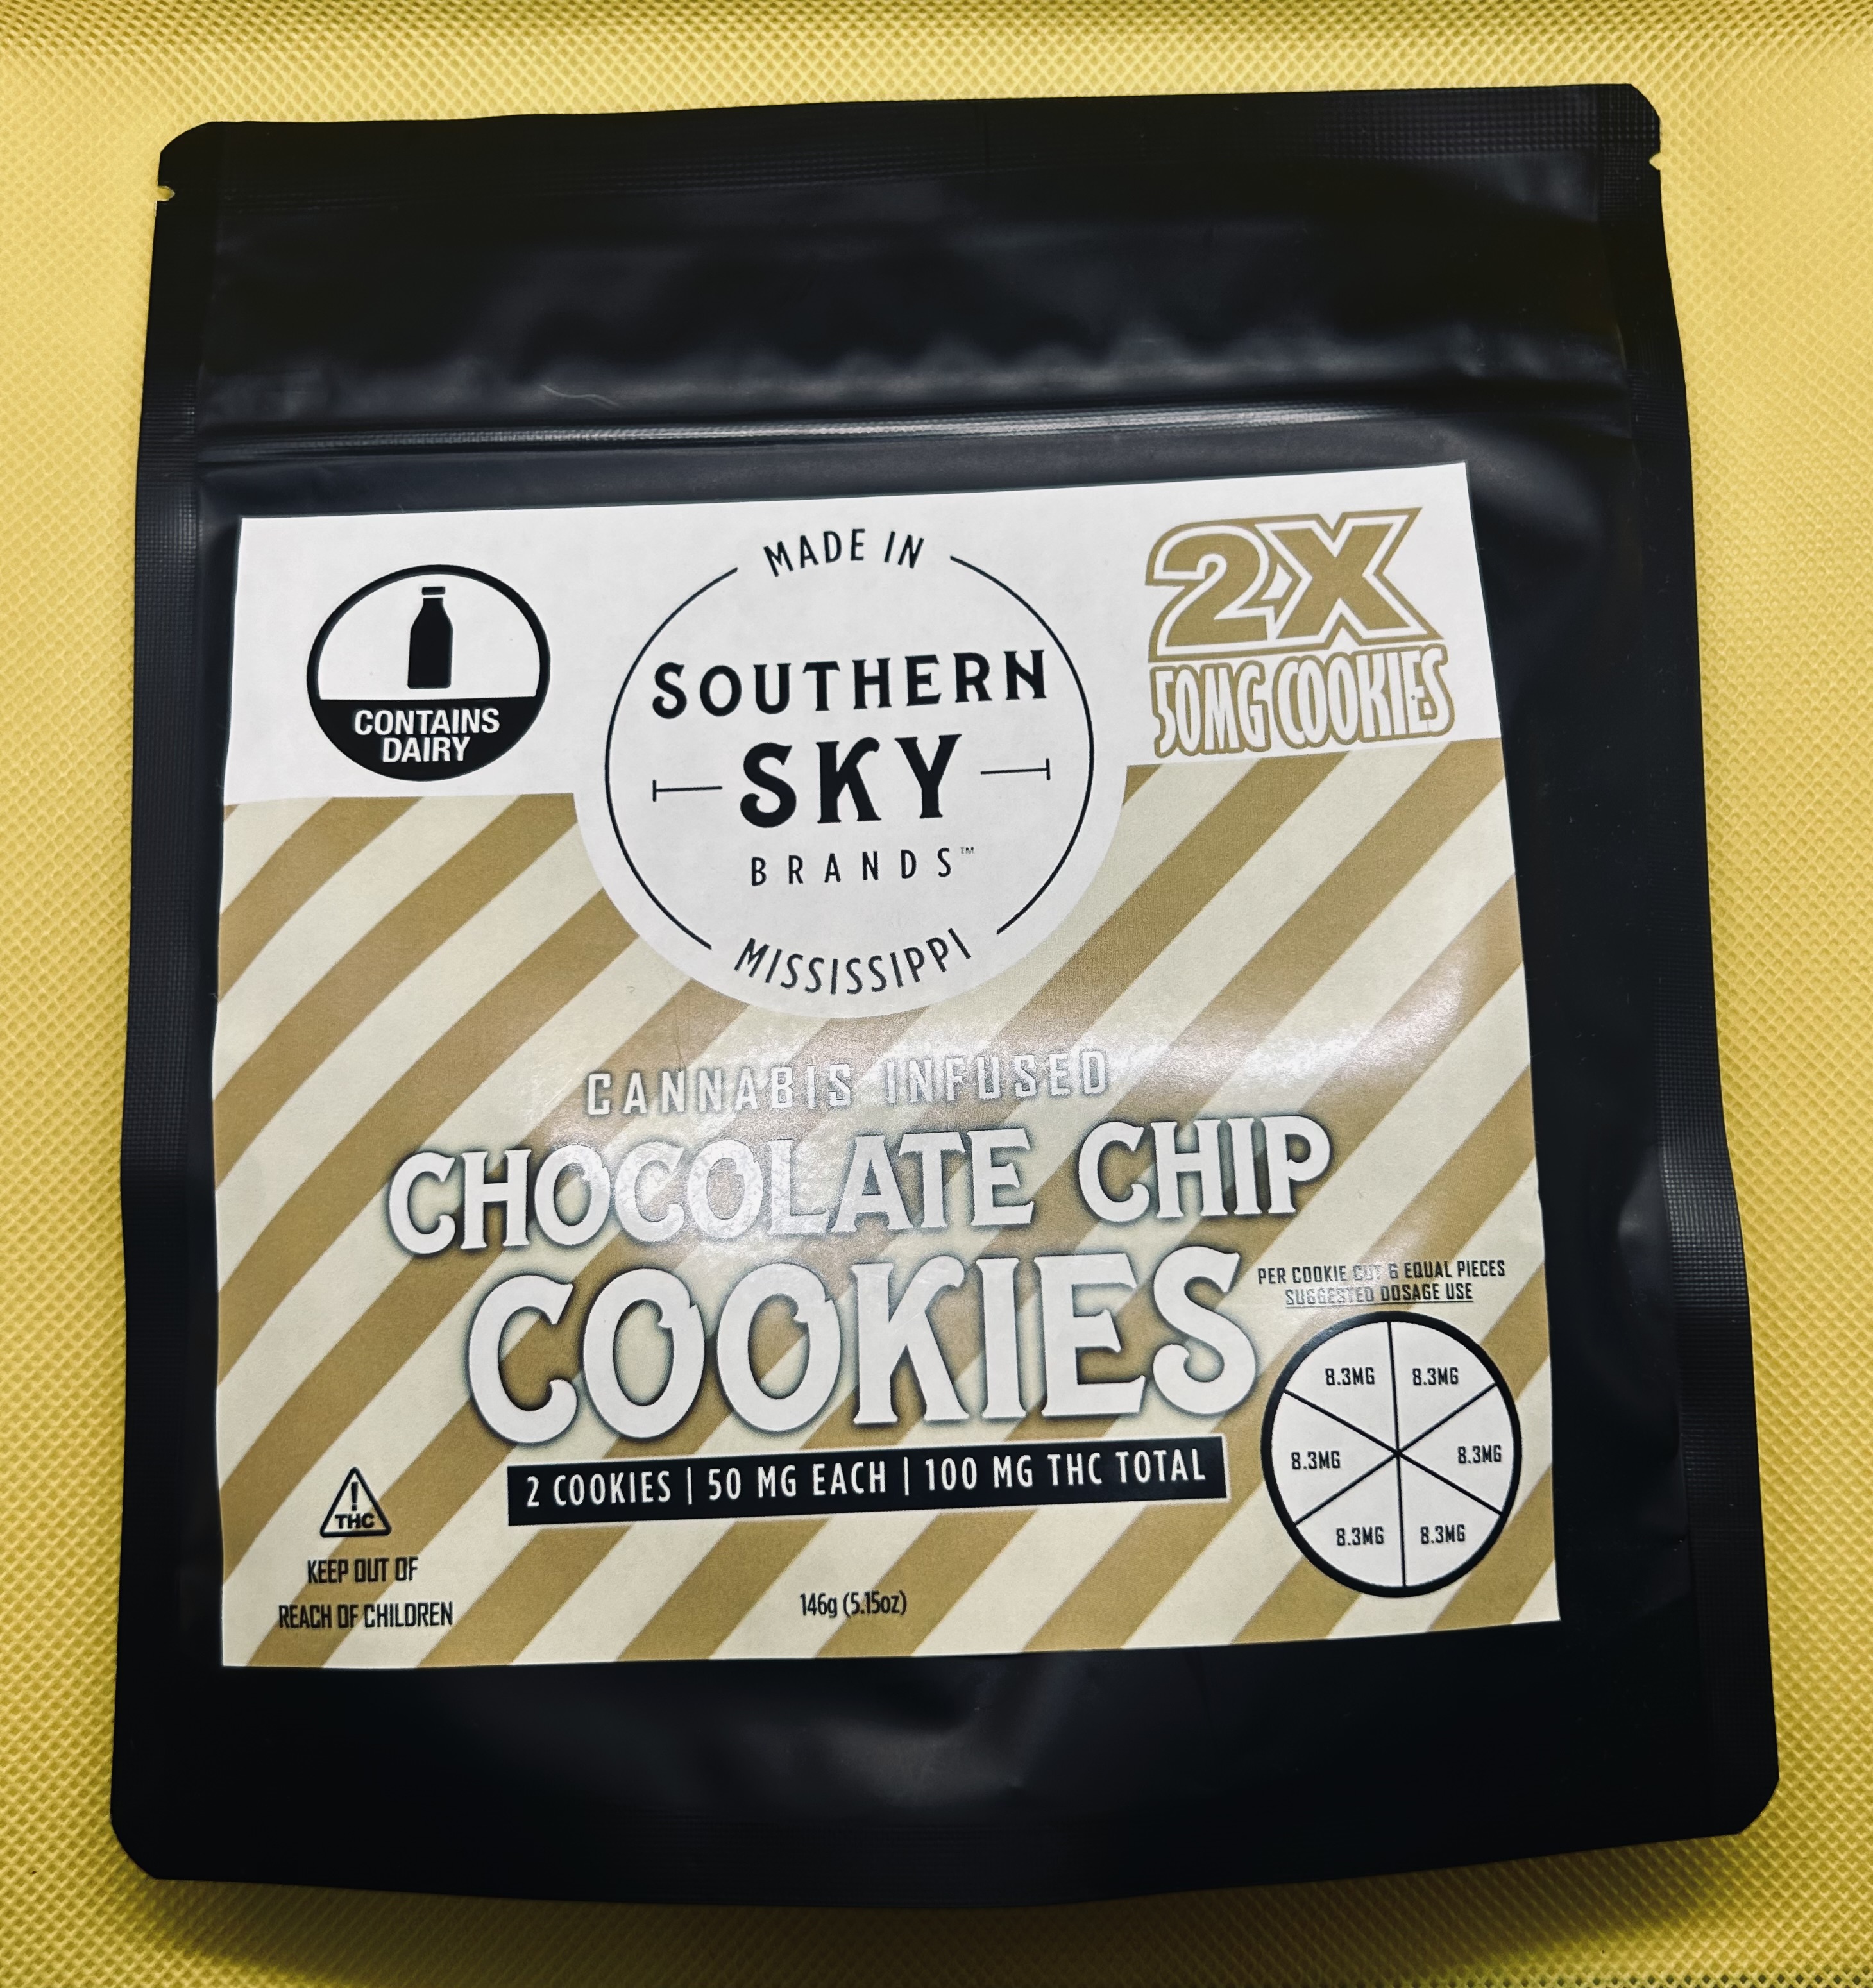 MADE IN
SOUTHERN
SKY
BRANDS™
MISSISSIPPI
CONTAINS
DAIRY
2X
50MG COOKIES
CANNABIS INFUSED
CHOCOLATE CHIP
COOKIES
2 COOKIES | 50 MG EACH | 100 MG THC TOTAL
PER COOKIE CUT 6 EQUAL PIECES
SUGGESTED DOSAGE USE
8.3MG 8.3MG
8.3MG 8.3MG
8.3MG 8.3MG
!
THC
KEEP OUT OF
REACH OF CHILDREN
146g (5.15oz)